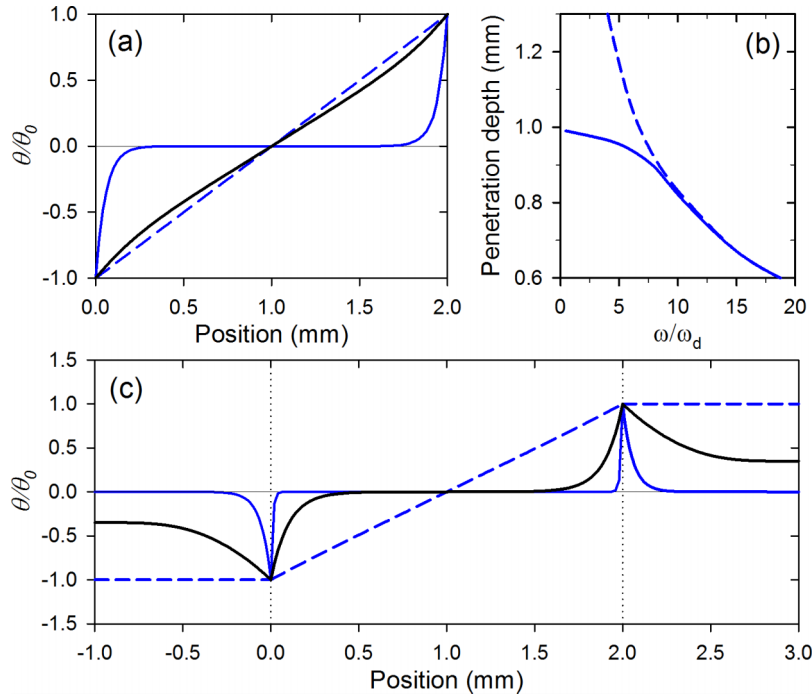 (a)
θ/θ0
1.0
0.5
0.0
-0.5
-1.0
0.0 0.5 1.0 1.5 2.0
Position (mm)
(b)
Penetration depth (mm)
1.2
1.0
0.8
0.6
0 5 10 15 20
ω/ωd
(c)
θ/θ0
1.5
1.0
0.5
0.0
-0.5
-1.0
-1.5
-1.0 -0.5 0.0 0.5 1.0 1.5 2.0 2.5 3.0
Position (mm)